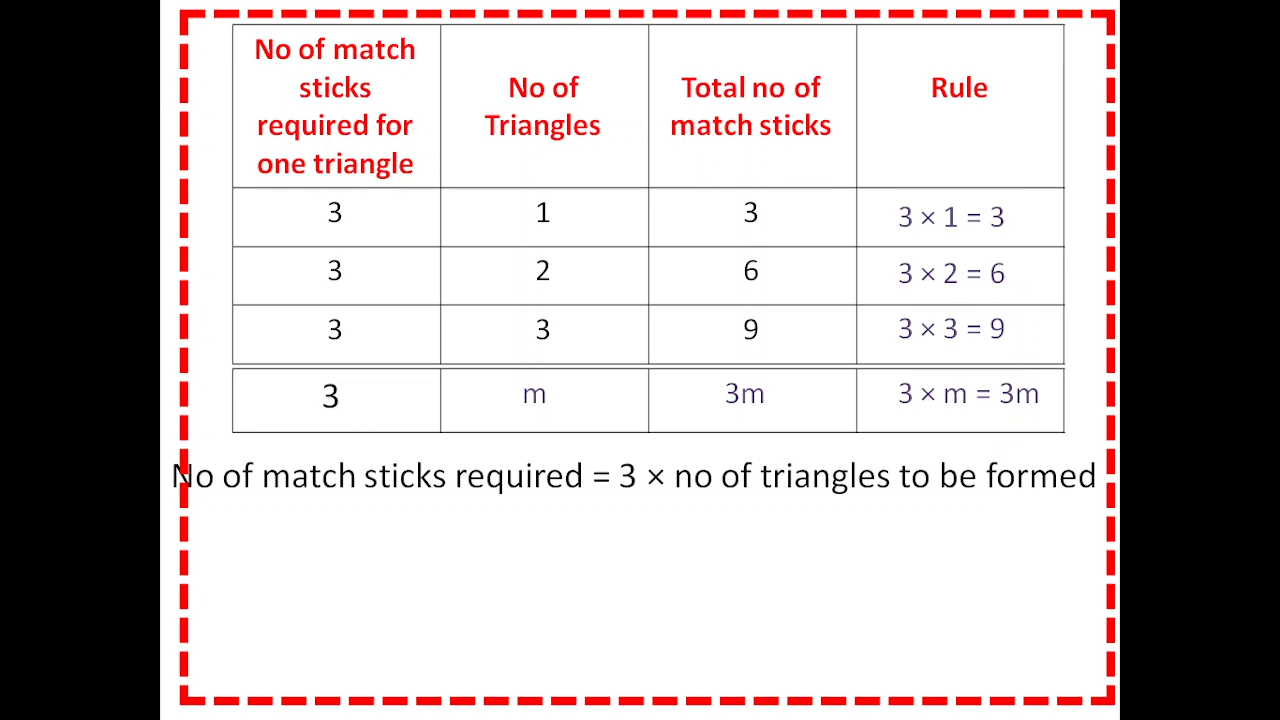 No of match
sticks
required for
one triangle
No of
Triangles
Total no of
match sticks
Rule
3 1 3 3 × 1 = 3
3 2 6 3 × 2 = 6
3 3 9 3 × 3 = 9
3 m 3m 3 × m = 3m
No of match sticks required = 3 × no of triangles to be formed